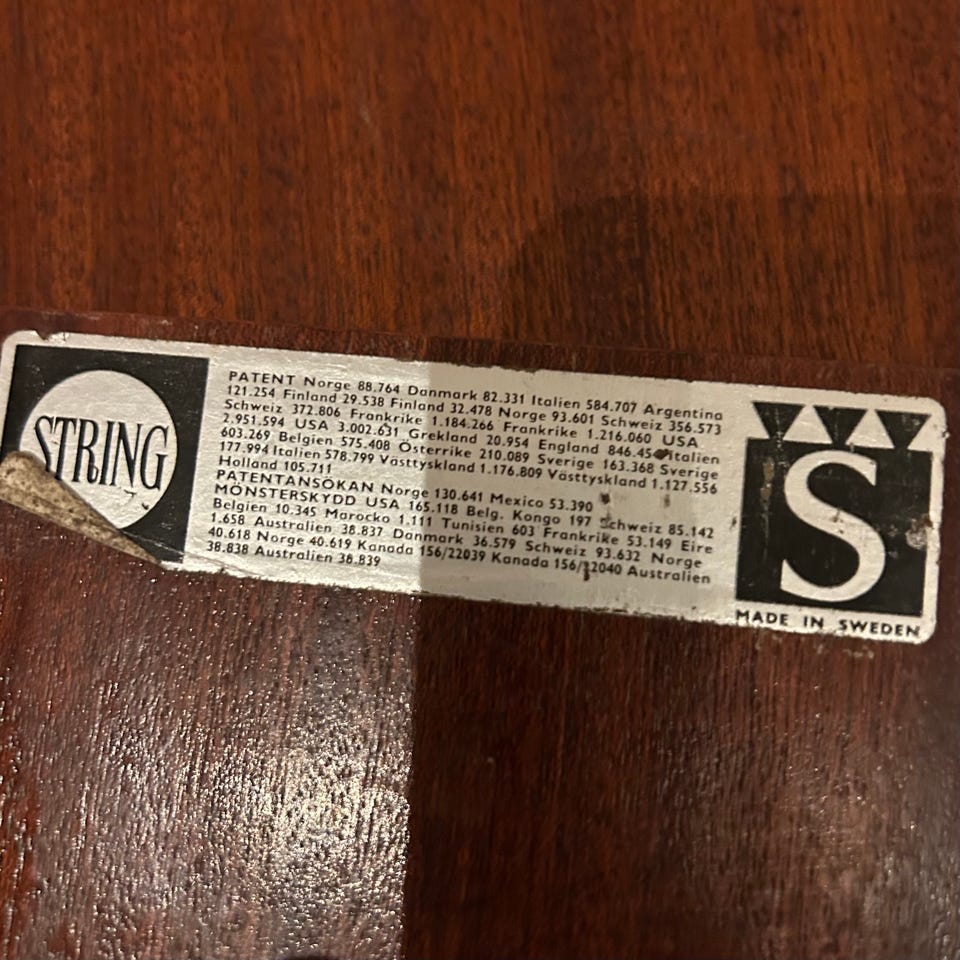 STRING
PATENT Norge 88.764 Danmark 82.331 Italien 584.707 Argentina
121.254 Finland 29.538 Finland 32.478 Norge 93.601 Schweiz 356.573
Schweiz 372.806 Frankrike 1.184.266 Frankrike 1.216.060 USA
2.951.594 USA 3.002.631 Grekland 20.954 England Italien
603.269 Belgien 575.408 Österrike 210.089 Sverige 163.368 Sverige
177.994 Italien 578.799 Västtyskland 1.176.809 Västtyskland 1.127.556
Holland 105.711
PATENTANSÖKAN Norge 130.641 Mexico 53.390
MÖNSTERSKYDD USA 165.118 Belg. Kongo 197 Schweiz 85.142
Belgien 10.345 Marocko 1.111 Tunisien 603 Frankrike 53.149 Eire
1.658 Australien 38.837 Danmark 36.579 Schweiz 93.632 Norge
40.618 Norge 40.619 Kanada 156/22039 Kanada 156/22040 Australien
38.838 Australien 38.839
S
MADE IN SWEDEN